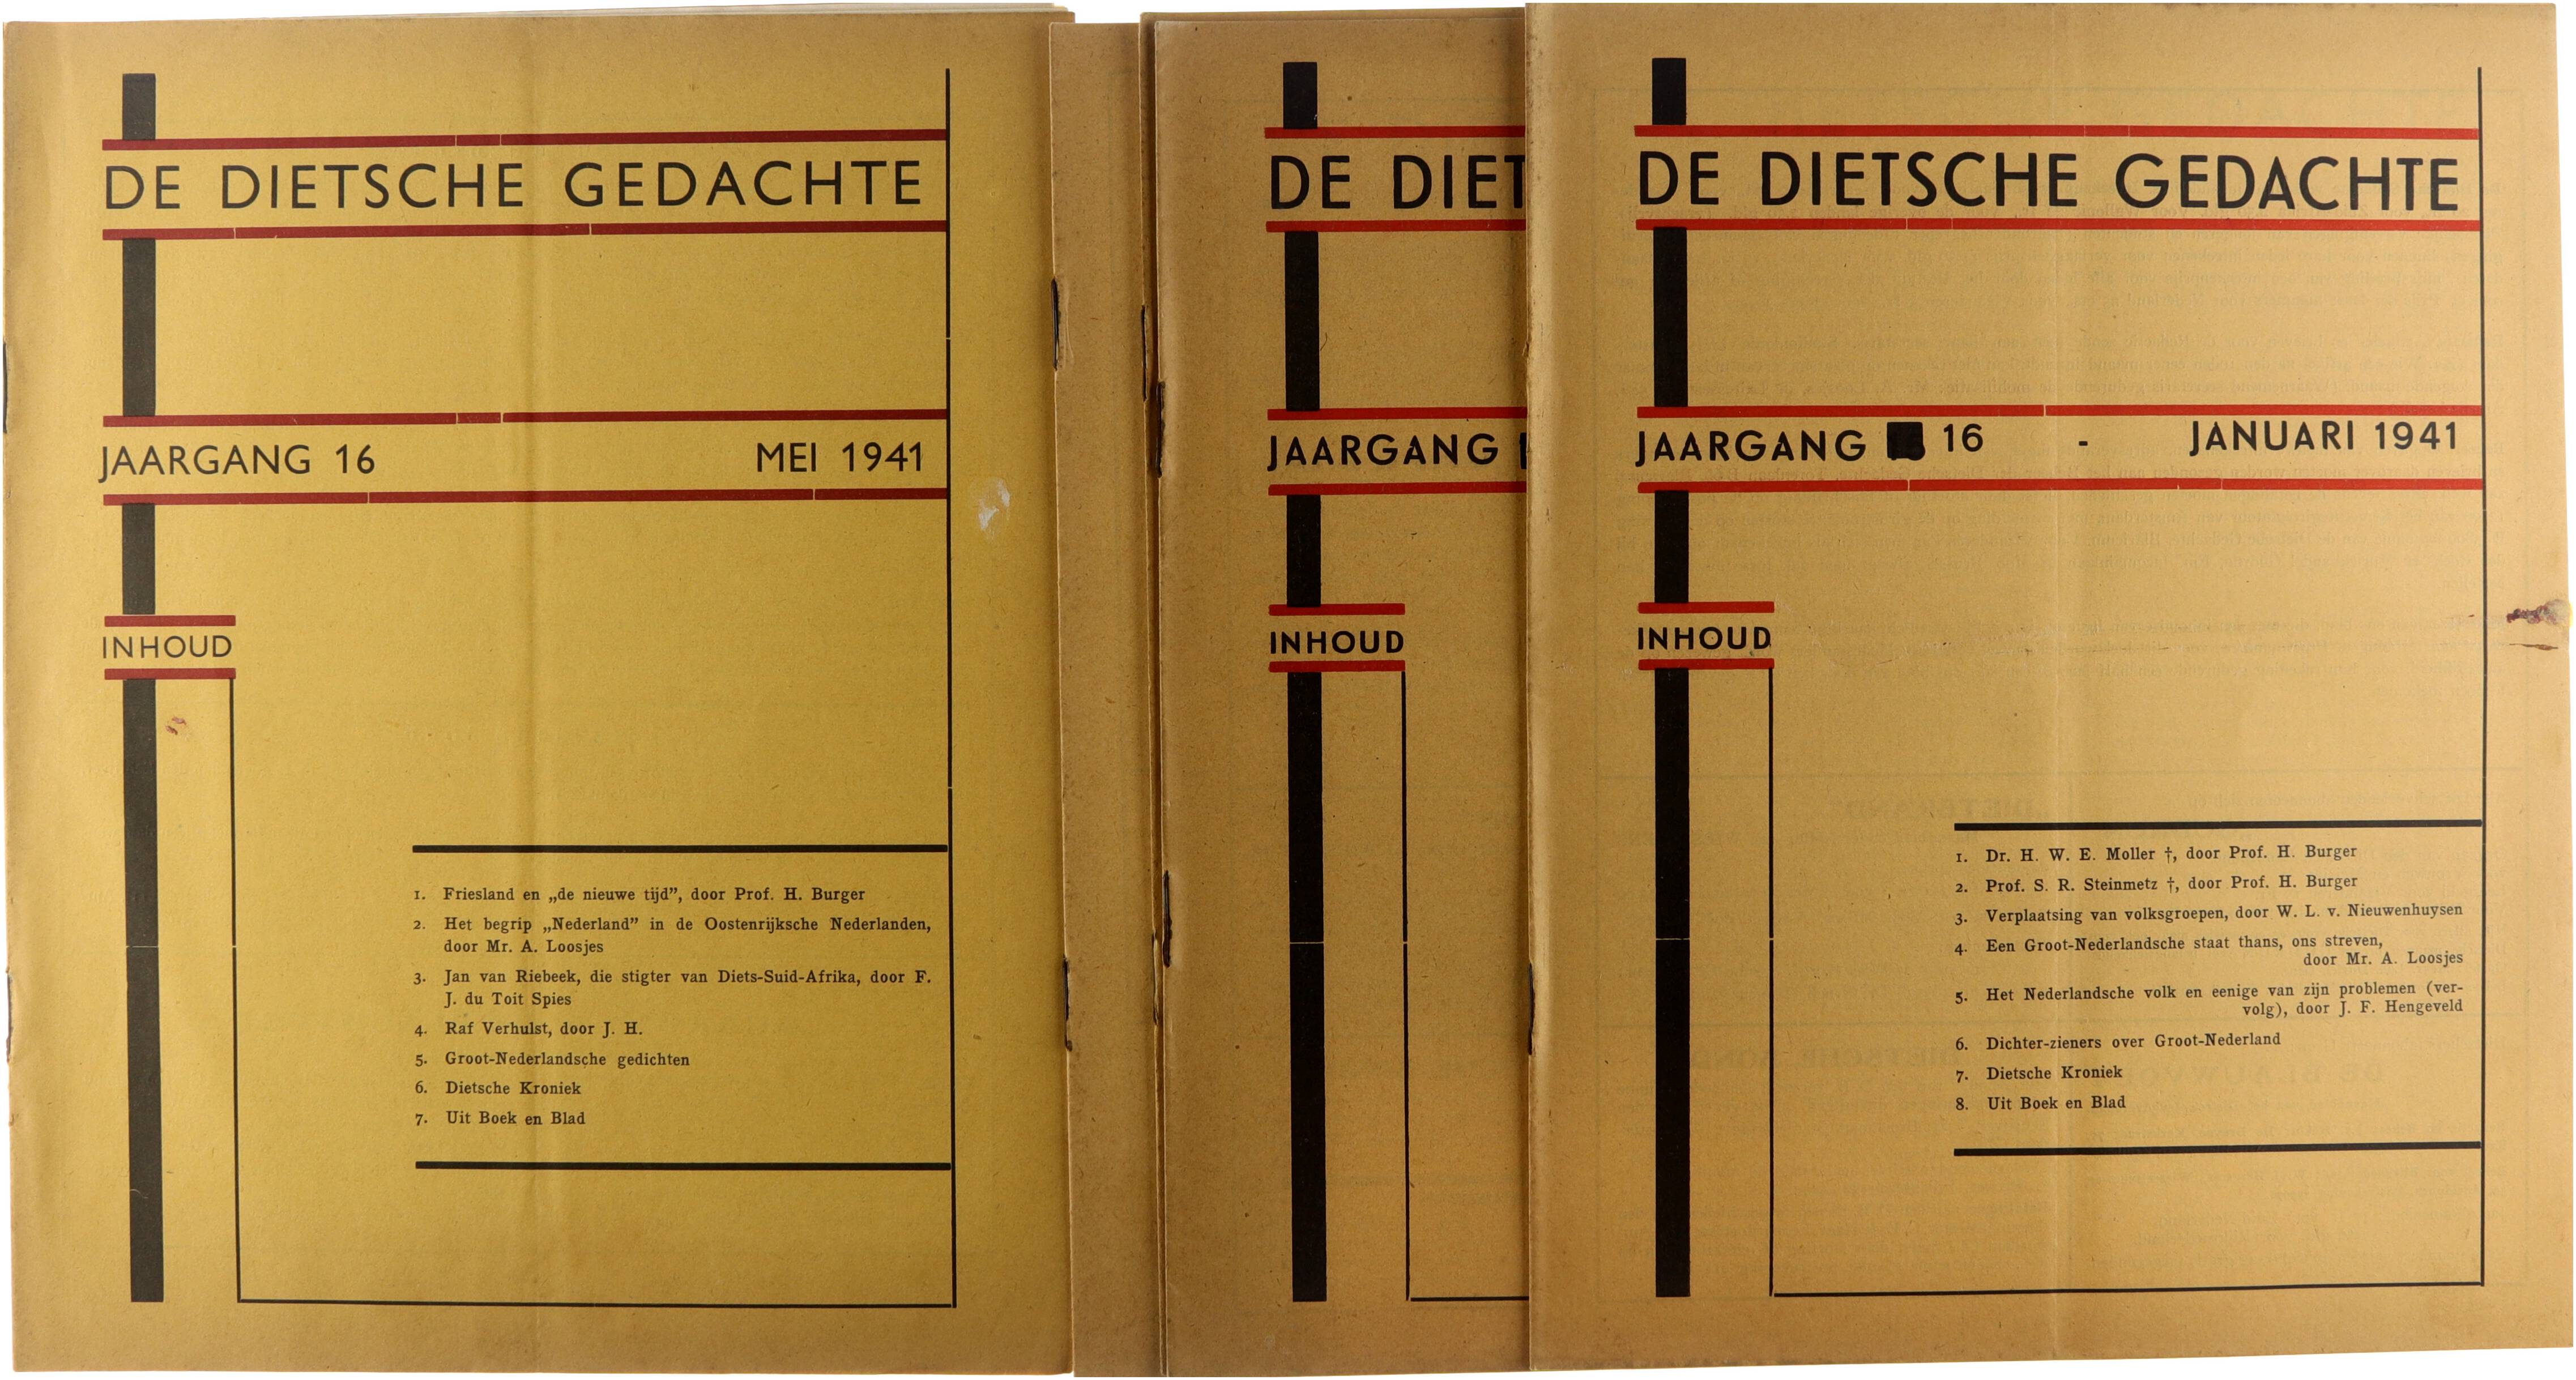 DE DIETSCHE GEDACHTE
JAARGANG 16 MEI 1941
INHOUD
1. Friesland en „de nieuwe tijd”, door Prof. H. Burger
2. Het begrip „Nederland” in de Oostenrijksche Nederlanden,
door Mr. A. Loosjes
3. Jan van Riebeek, die stigter van Diets-Suid-Afrika, door F.
J. du Toit Spies
4. Raf Verhulst, door J. H.
5. Groot-Nederlandsche gedichten
6. Dietsche Kroniek
7. Uit Boek en Blad
DE DIET
JAARGANG
INHOUD
DE DIETSCHE GEDACHTE
JAARGANG 16 - JANUARI 1941
INHOUD
1. Dr. H. W. E. Moller †, door Prof. H. Burger
2. Prof. S. R. Steinmetz †, door Prof. H. Burger
3. Verplaatsing van volksgroepen, door W. L. v. Nieuwenhuysen
4. Een Groot-Nederlandsche staat thans, ons streven,
door Mr. A. Loosjes
5. Het Nederlandsche volk en eenige van zijn problemen (ver-
volg), door J. F. Hengeveld
6. Dichter-zieners over Groot-Nederland
7. Dietsche Kroniek
8. Uit Boek en Blad